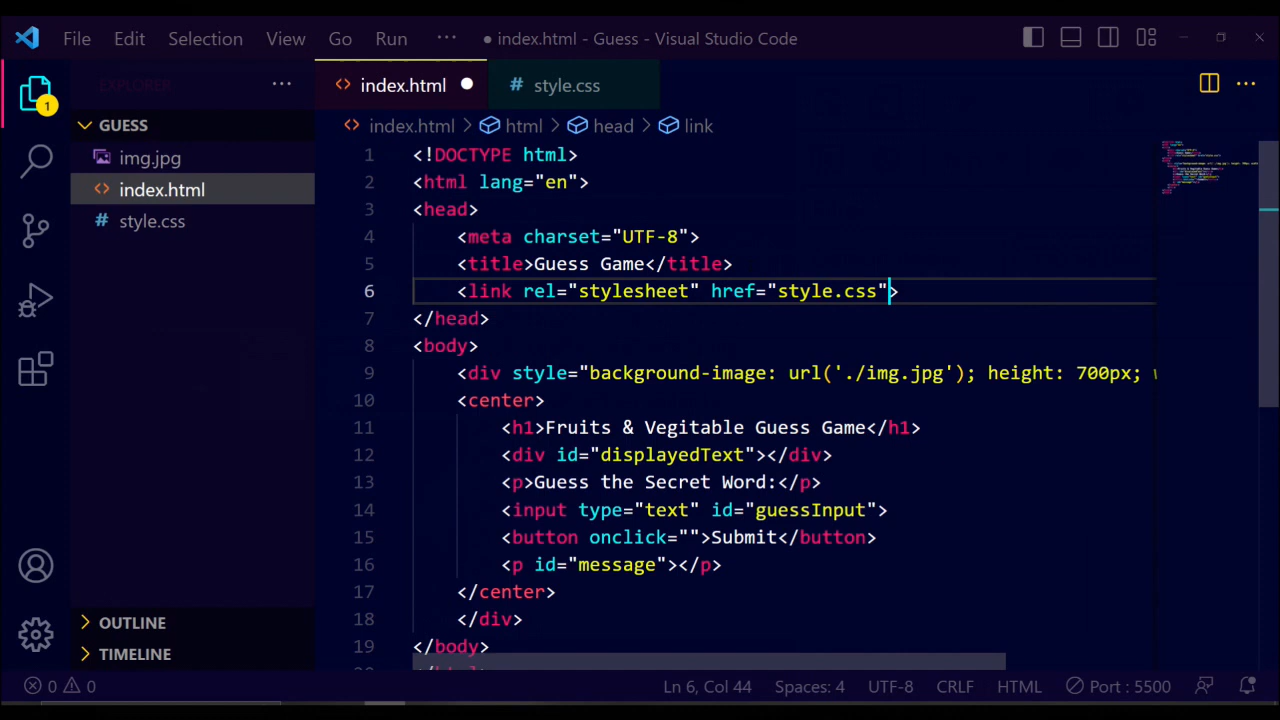 File Edit Selection View Go Run ··· ● index.html - Guess - Visual Studio Code
EXPLORER ···
<> index.html ● # style.css ···
1
GUESS
<> index.html > html > head > link
img.jpg
<> index.html
# style.css
1 <!DOCTYPE html>
2 <html lang="en">
3 <head>
4 <meta charset="UTF-8">
5 <title>Guess Game</title>
6 <link rel="stylesheet" href="style.css">
7 </head>
8 <body>
9 <div style="background-image: url('./img.jpg'); height: 700px;
10 <center>
11 <h1>Fruits & Vegitable Guess Game</h1>
12 <div id="displayedText"></div>
13 <p>Guess the Secret Word:</p>
14 <input type="text" id="guessInput">
15 <button onclick="">Submit</button>
16 <p id="message"></p>
17 </center>
18 </div>
19 </body>
OUTLINE
TIMELINE
0 0 Ln 6, Col 44 Spaces: 4 UTF-8 CRLF HTML Port : 5500